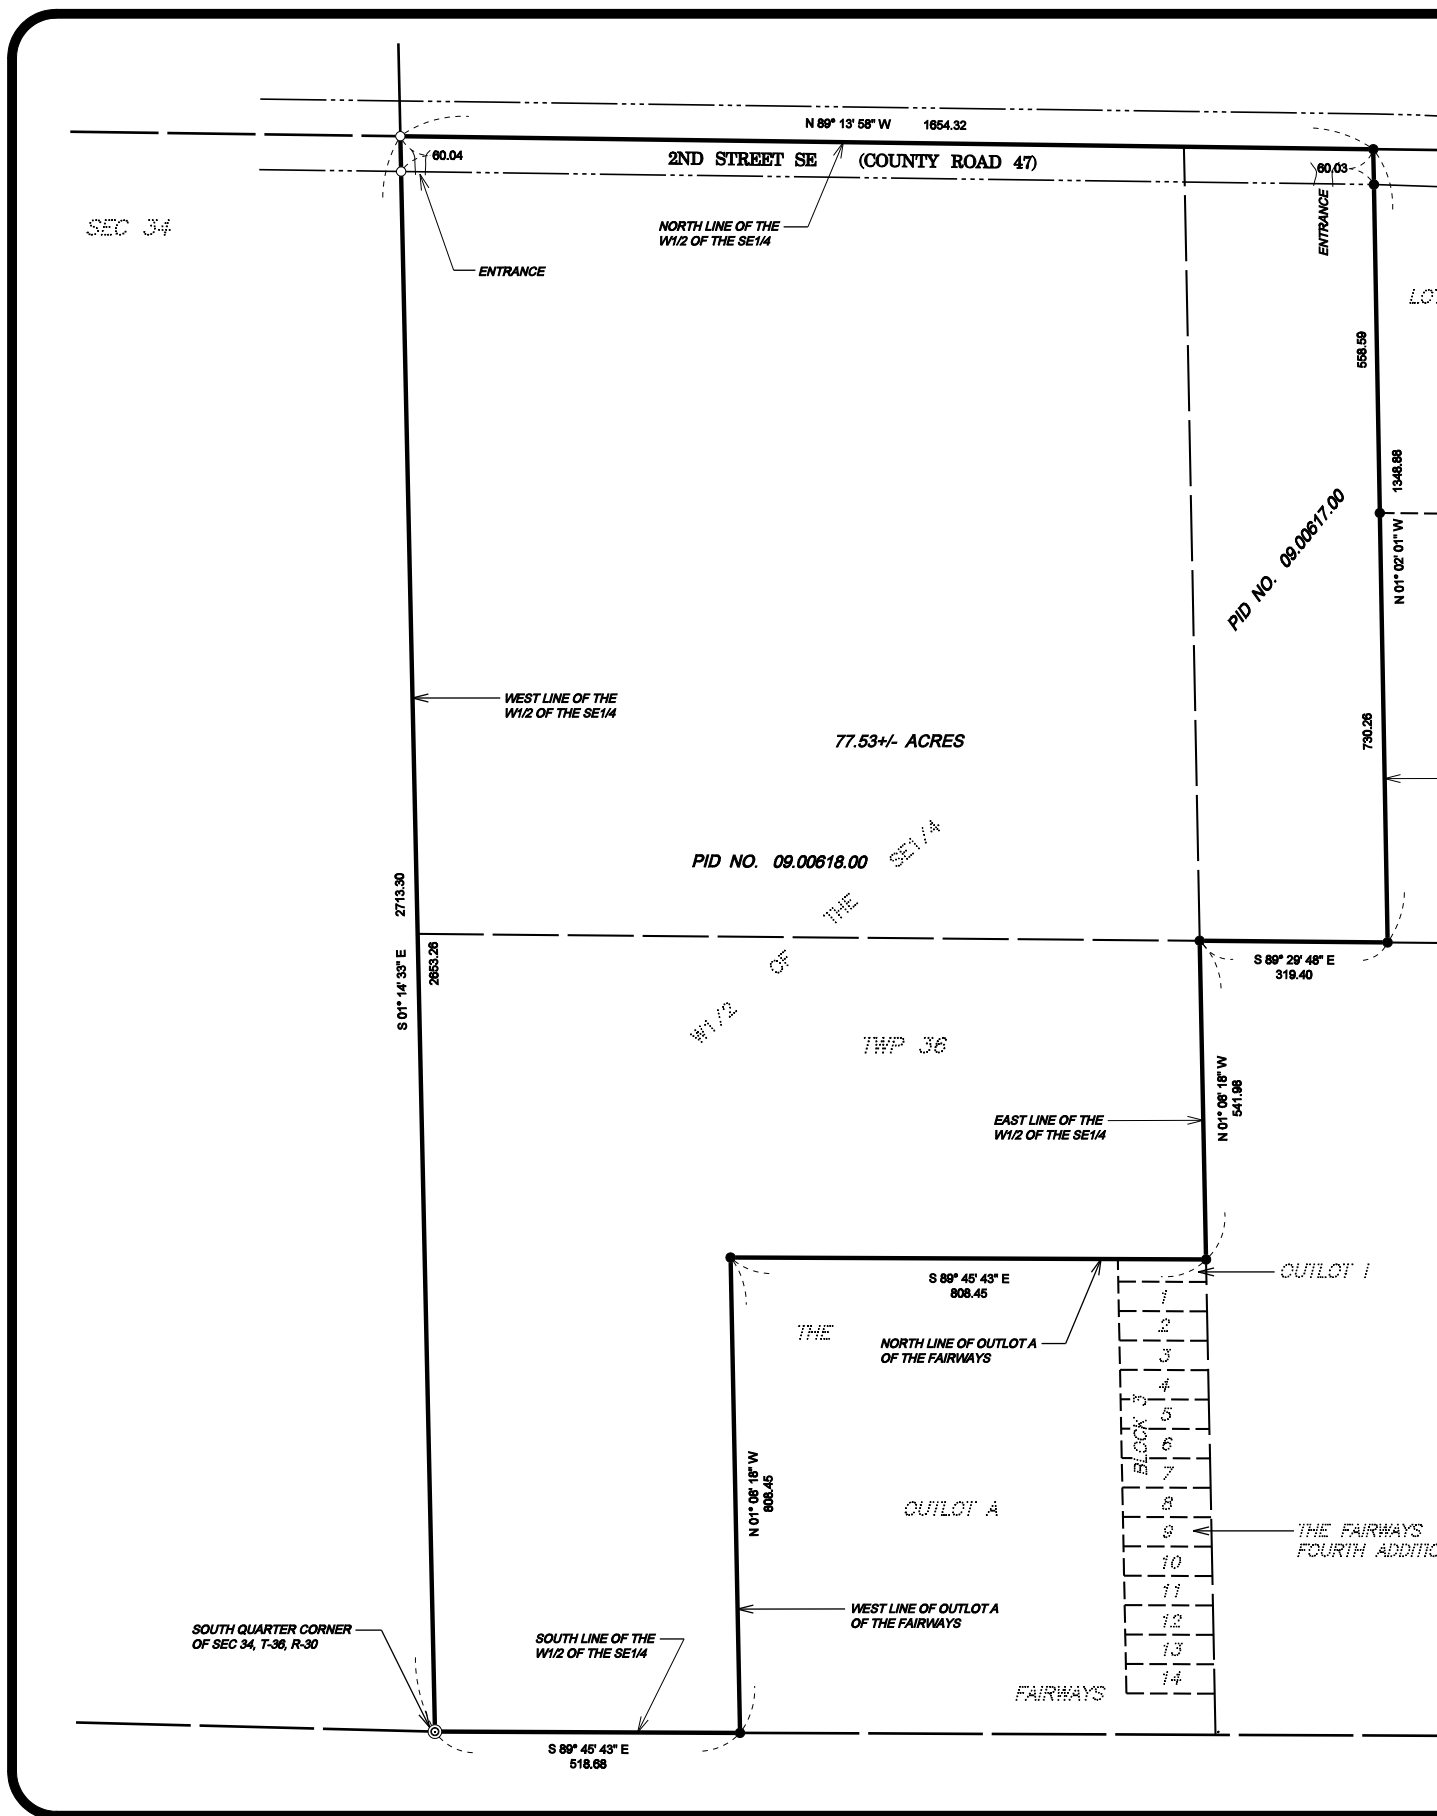 N 89° 13' 58" W 1654.32
60.04
2ND STREET SE (COUNTY ROAD 47)
60.03
ENTRANCE
SEC 34
NORTH LINE OF THE
W1/2 OF THE SE1/4
ENTRANCE
558.59
1348.88
N 01° 02' 01" W
PID NO. 09.00617.00
WEST LINE OF THE
W1/2 OF THE SE1/4
730.26
77.53+/- ACRES
PID NO. 09.00618.00
W1/2 OF THE SE1/4
S 01° 14' 33" E 2713.30
2653.26
S 89° 29' 48" E
319.40
TWP 36
N 01° 08' 18" W
541.98
EAST LINE OF THE
W1/2 OF THE SE1/4
OUTLOT 1
S 89° 45' 43" E
808.45
THE
NORTH LINE OF OUTLOT A
OF THE FAIRWAYS
1
2
3
4
5
6
7
8
9
10
11
12
13
14
BLOCK 3
N 01° 08' 18" W
808.45
OUTLOT A
THE FAIRWAYS
FOURTH
WEST LINE OF OUTLOT A
OF THE FAIRWAYS
SOUTH QUARTER CORNER
OF SEC 34, T-36, R-30
SOUTH LINE OF THE
W1/2 OF THE SE1/4
FAIRWAYS
S 89° 45' 43" E
518.68